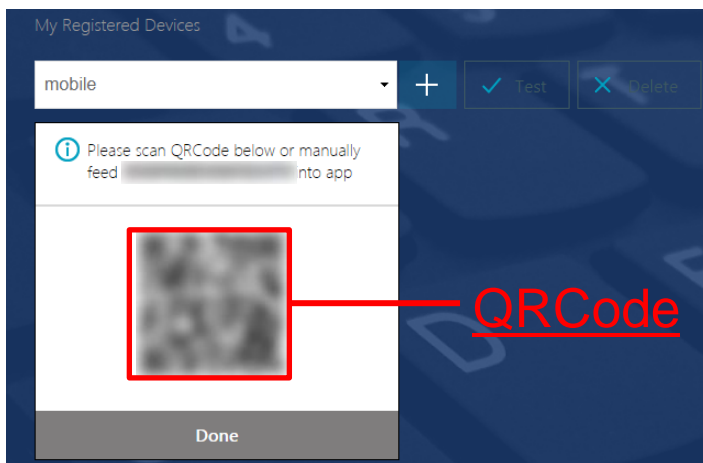 My Registered Devices
mobile
Test
Delete
Please scan QRCode below or manually
feed nto app
QRCode
Done